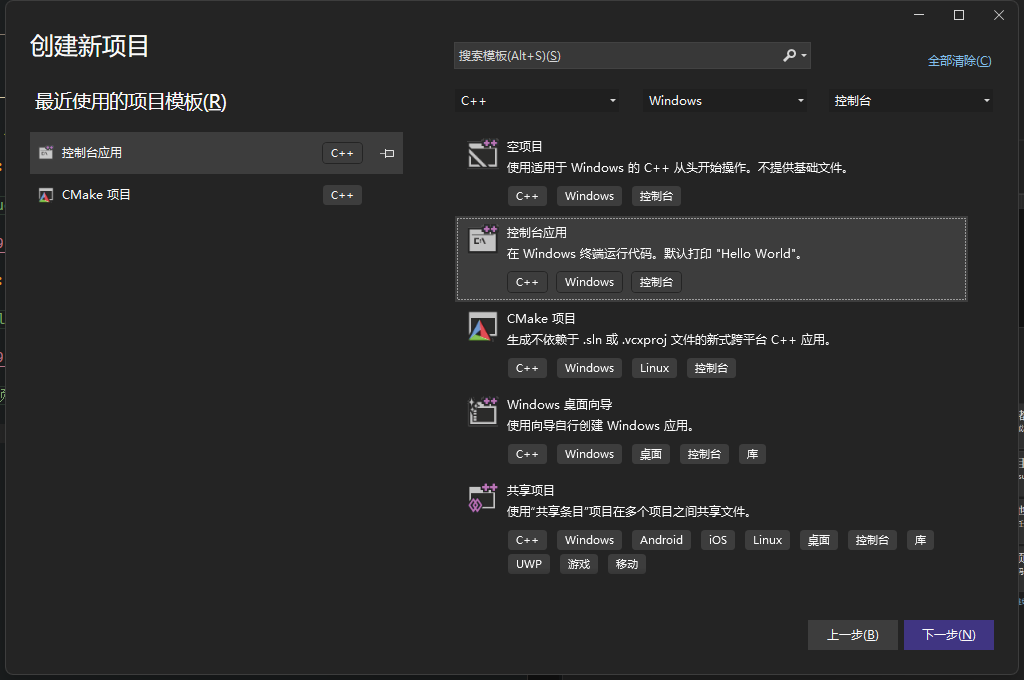 创建新项目
最近使用的项目模板(R)
控制台应用 C++
CMake 项目 C++
搜索模板(Alt+S)(S)
全部清除(C)
C++ Windows 控制台
空项目
使用适用于 Windows 的 C++ 从头开始操作。不提供基础文件。
C++ Windows 控制台
控制台应用
在 Windows 终端运行代码。默认打印 "Hello World"。
C++ Windows 控制台
CMake 项目
生成不依赖于 .sln 或 .vcxproj 文件的新式跨平台 C++ 应用。
C++ Windows Linux 控制台
Windows 桌面向导
使用向导自行创建 Windows 应用。
C++ Windows 桌面 控制台 库
共享项目
使用“共享条目”项目在多个项目之间共享文件。
C++ Windows Android iOS Linux 桌面 控制台 库
UWP 游戏 移动
上一步(B) 下一步(N)